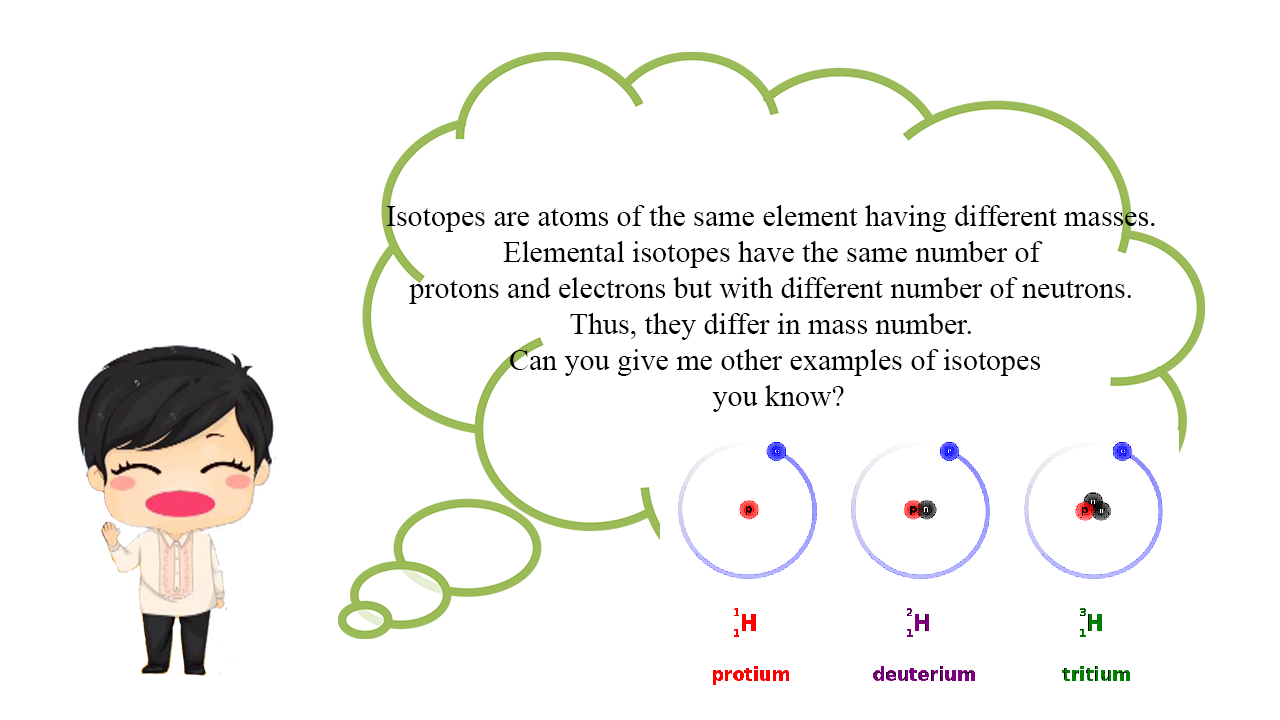 Isotopes are atoms of the same element having different masses.
Elemental isotopes have the same number of
protons and electrons but with different number of neutrons.
Thus, they differ in mass number.
Can you give me other examples of isotopes
you know?
e e e
p p n n p n
1 2 3
H H H
1 1 1
protium deuterium tritium